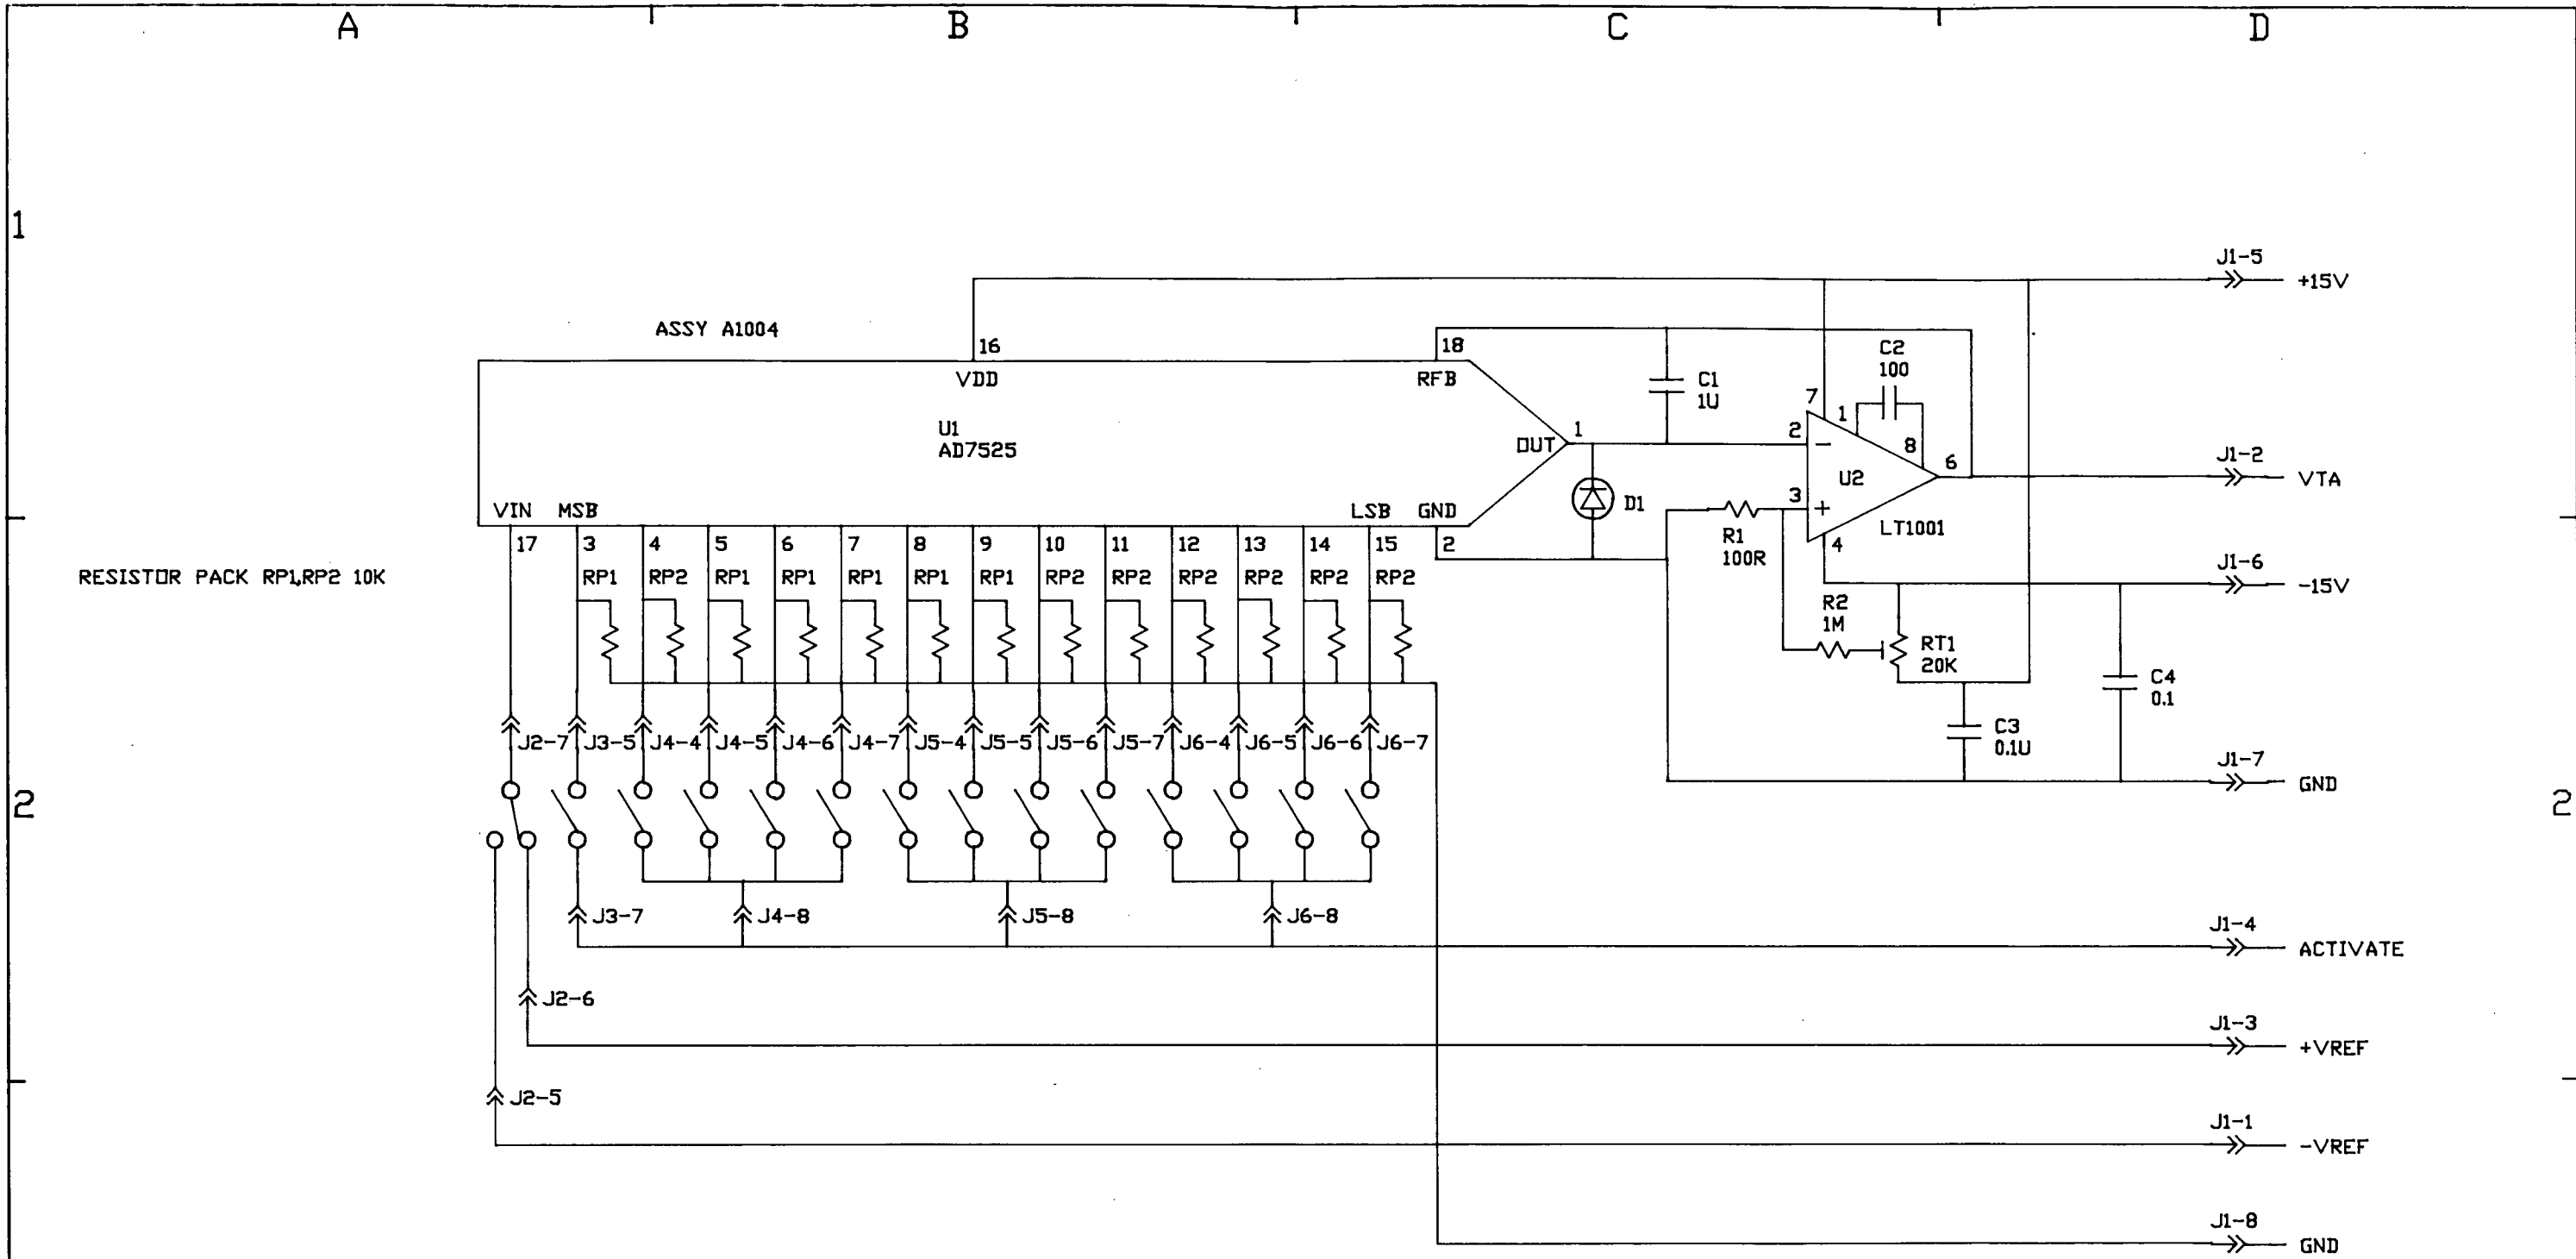 A B C D
1
J1-5
+15V
ASSY A1004
16
18
C2
100
VDD
RFB
C1
1U
7
1
U1
AD7525
OUT
1
2
-
8
6
J1-2
VTA
U2
3
+
D1
VIN MSB
LSB GND
LT1001
17 3 4 5 6 7 8 9 10 11 12 13 14 15 2
R1
100R
4
RESISTOR PACK RP1,RP2 10K
RP1 RP2 RP1 RP1 RP1 RP1 RP1 RP2 RP2 RP2 RP2 RP2 RP2
J1-6
-15V
R2
1M
RT1
20K
C4
0.1
J2-7 J3-5 J4-4 J4-5 J4-6 J4-7 J5-4 J5-5 J5-6 J5-7 J6-4 J6-5 J6-6 J6-7
C3
0.1U
J1-7
GND
2 2
J3-7 J4-8 J5-8 J6-8
J1-4
ACTIVATE
J2-6
J1-3
+VREF
J2-5
J1-1
-VREF
J1-8
GND